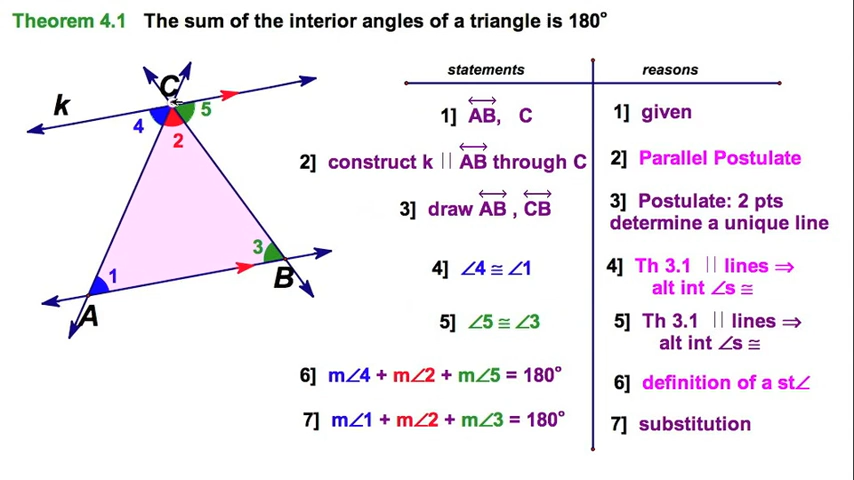 Theorem 4.1 The sum of the interior angles of a triangle is 180°
statements reasons
1] AB, C 1] given
2] construct k || AB through C 2] Parallel Postulate
3] draw AB , CB 3] Postulate: 2 pts
determine a unique line
4] ∠4 ≅ ∠1 4] Th 3.1 || lines ⇒
alt int ∠s ≅
5] ∠5 ≅ ∠3 5] Th 3.1 || lines ⇒
alt int ∠s ≅
6] m∠4 + m∠2 + m∠5 = 180° 6] definition of a st∠
7] m∠1 + m∠2 + m∠3 = 180° 7] substitution
C
k
5
4
2
3
1
B
A